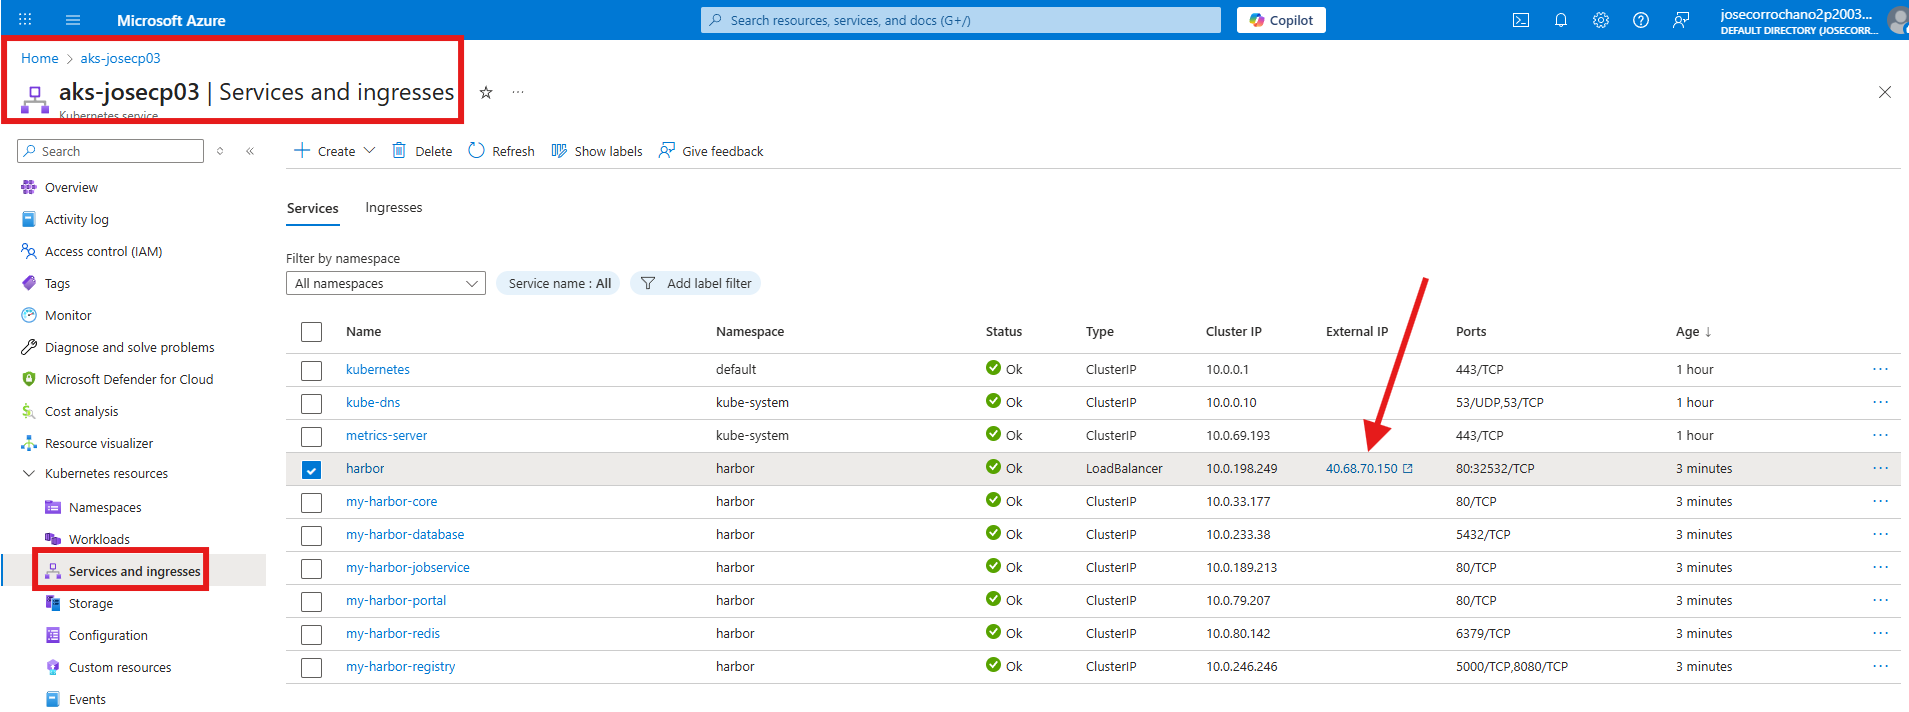 Microsoft Azure
Search resources, services, and docs (G+/)
Copilot
josecorrochano2p2003...
DEFAULT DIRECTORY (JOSECORR...
Home > aks-josecp03
aks-josecp03 | Services and ingresses
Kubernetes service
Search
Create Delete Refresh Show labels Give feedback
Overview
Activity log
Access control (IAM)
Tags
Monitor
Diagnose and solve problems
Microsoft Defender for Cloud
Cost analysis
Resource visualizer
Kubernetes resources
Namespaces
Workloads
Services and ingresses
Storage
Configuration
Custom resources
Events
Services Ingresses
Filter by namespace
All namespaces Service name : All Add label filter
Name Namespace Status Type Cluster IP External IP Ports Age ↓
kubernetes default Ok ClusterIP 10.0.0.1 443/TCP 1 hour
kube-dns kube-system Ok ClusterIP 10.0.0.10 53/UDP,53/TCP 1 hour
metrics-server kube-system Ok ClusterIP 10.0.69.193 443/TCP 1 hour
harbor harbor Ok LoadBalancer 10.0.198.249 40.68.70.150 80:32532/TCP 3 minutes
my-harbor-core harbor Ok ClusterIP 10.0.33.177 80/TCP 3 minutes
my-harbor-database harbor Ok ClusterIP 10.0.233.38 5432/TCP 3 minutes
my-harbor-jobservice harbor Ok ClusterIP 10.0.189.213 80/TCP 3 minutes
my-harbor-portal harbor Ok ClusterIP 10.0.79.207 80/TCP 3 minutes
my-harbor-redis harbor Ok ClusterIP 10.0.80.142 6379/TCP 3 minutes
my-harbor-registry harbor Ok ClusterIP 10.0.246.246 5000/TCP,8080/TCP 3 minutes